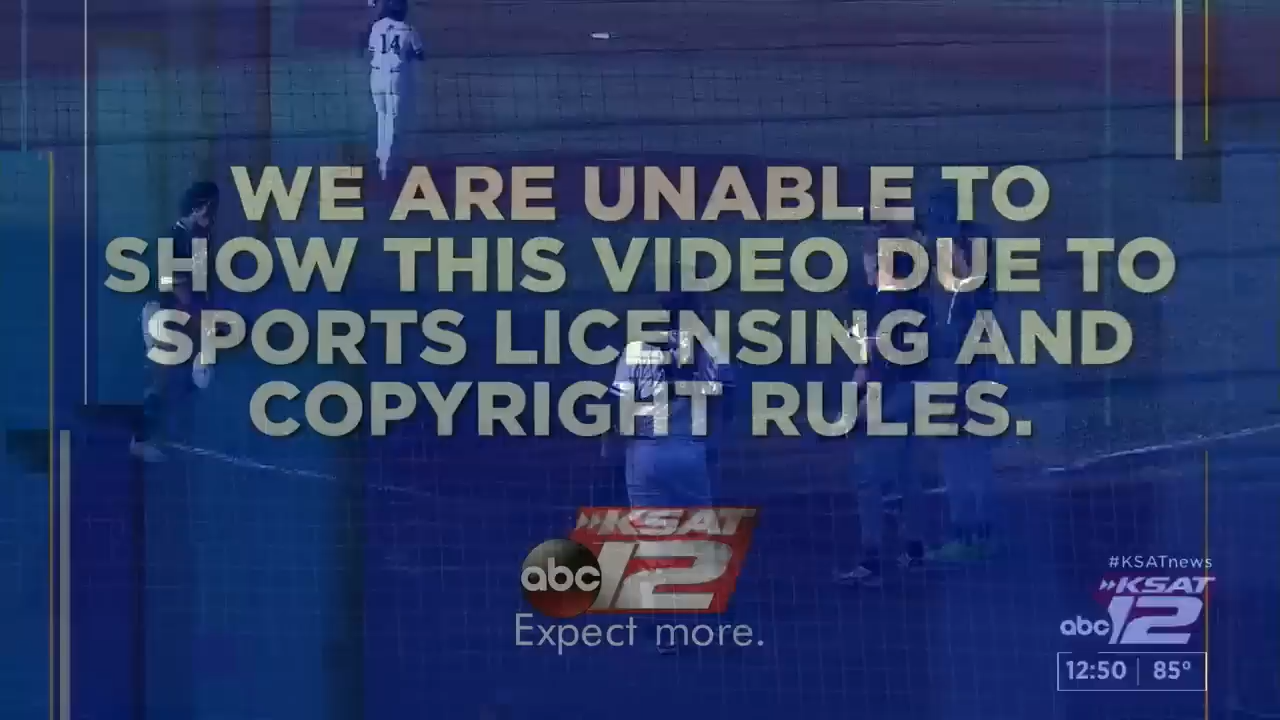 14
WE ARE UNABLE TO
SHOW THIS VIDEO DUE TO
SPORTS LICENSING AND
COPYRIGHT RULES.
KSAT
abc 12
Expect more.
#KSATnews
KSAT
abc 12
12:50 85°